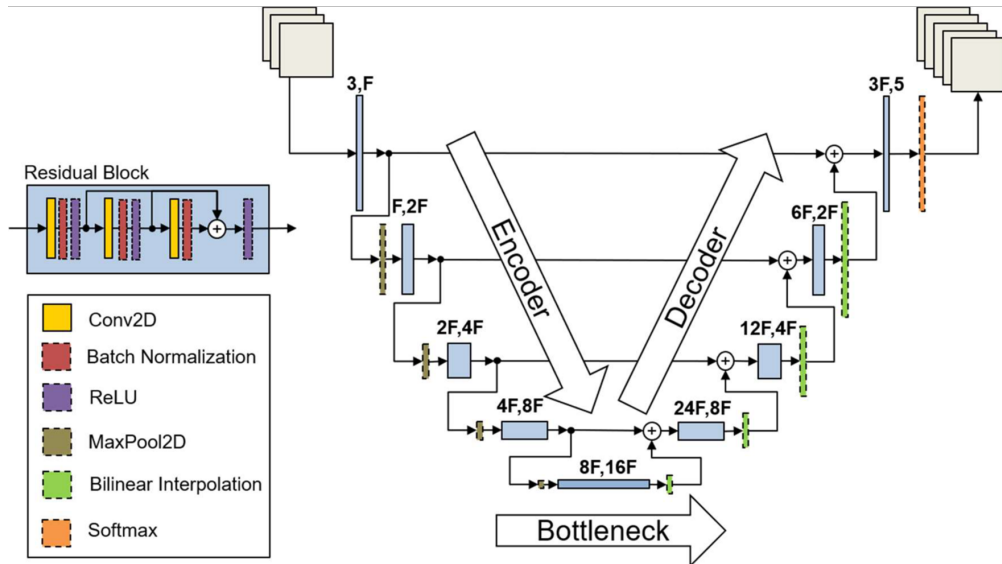 3,F
3F,5
Residual Block
F,2F
6F,2F
Encoder
Decoder
2F,4F
12F,4F
4F,8F
24F,8F
8F,16F
Bottleneck
Conv2D
Batch Normalization
ReLU
MaxPool2D
Bilinear Interpolation
Softmax